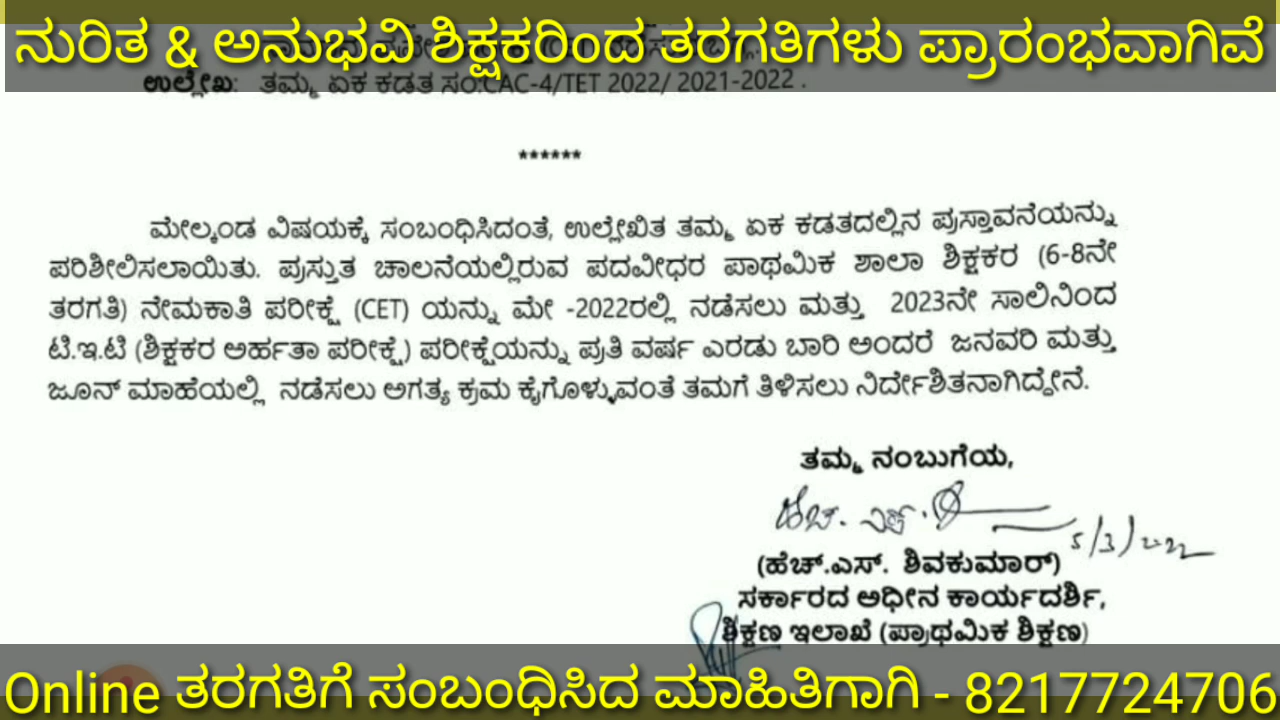 ನುರಿತ & ಅನುಭವಿ ಶಿಕ್ಷಕರಿಂದ ತರಗತಿಗಳು ಪ್ರಾರಂಭವಾಗಿವೆ
ಉಲ್ಲೇಖ: ತಮ್ಮ ಏಕ ಕಡತ ಸಂ:CAC-4/TET 2022/ 2021-2022 .
******
ಮೇಲ್ಕಂಡ ವಿಷಯಕ್ಕೆ ಸಂಬಂಧಿಸಿದಂತೆ, ಉಲ್ಲೇಖಿತ ತಮ್ಮ ಏಕ ಕಡತದಲ್ಲಿನ ಪ್ರಸ್ತಾವನೆಯನ್ನು
ಪರಿಶೀಲಿಸಲಾಯಿತು. ಪ್ರಸ್ತುತ ಚಾಲನೆಯಲ್ಲಿರುವ ಪದವೀಧರ ಪಾಥಮಿಕ ಶಾಲಾ ಶಿಕ್ಷಕರ (6-8ನೇ
ತರಗತಿ) ನೇಮಕಾತಿ ಪರೀಕ್ಷೆ (CET) ಯನ್ನು ಮೇ -2022ರಲ್ಲಿ ನಡೆಸಲು ಮತ್ತು 2023ನೇ ಸಾಲಿನಿಂದ
ಟಿ.ಇ.ಟಿ (ಶಿಕ್ಷಕರ ಅರ್ಹತಾ ಪರೀಕ್ಷೆ) ಪರೀಕ್ಷೆಯನ್ನು ಪ್ರತಿ ವರ್ಷ ಎರಡು ಬಾರಿ ಅಂದರೆ ಜನವರಿ ಮತ್ತು
ಜೂನ್ ಮಾಹೆಯಲ್ಲಿ ನಡೆಸಲು ಅಗತ್ಯ ಕ್ರಮ ಕೈಗೊಳ್ಳುವಂತೆ ತಮಗೆ ತಿಳಿಸಲು ನಿರ್ದೇಶಿತನಾಗಿದ್ದೇನೆ.
ತಮ್ಮ ನಂಬುಗೆಯ,
5/3/2022
(ಹೆಚ್.ಎಸ್. ಶಿವಕುಮಾರ್)
ಸರ್ಕಾರದ ಅಧೀನ ಕಾರ್ಯದರ್ಶಿ,
ಶಿಕ್ಷಣ ಇಲಾಖೆ (ಪ್ರಾಥಮಿಕ ಶಿಕ್ಷಣ)
Online ತರಗತಿಗೆ ಸಂಬಂಧಿಸಿದ ಮಾಹಿತಿಗಾಗಿ - 8217724706